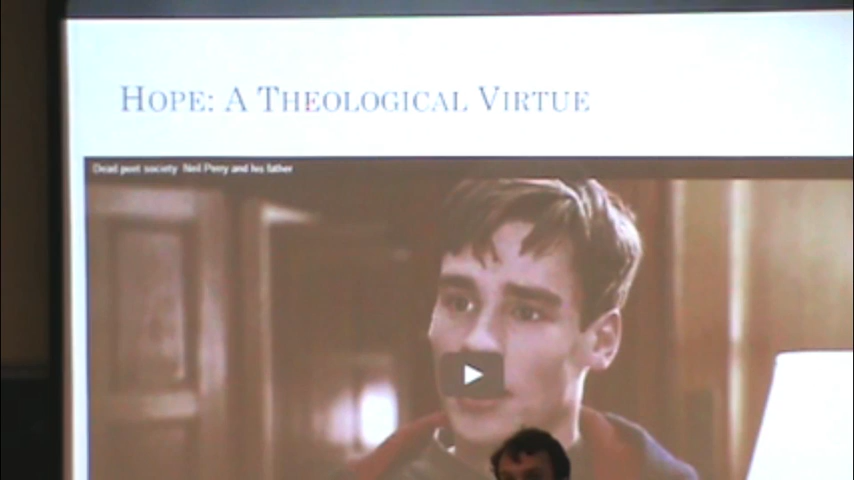 HOPE: A THEOLOGICAL VIRTUE
Dead poet society Neil Perry and his father